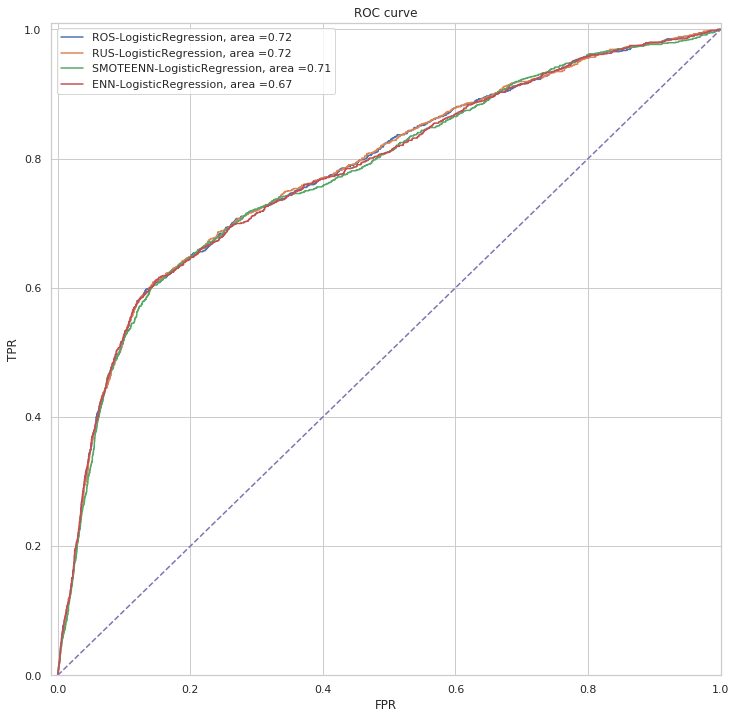 ROC curve
ROS-LogisticRegression, area =0.72
RUS-LogisticRegression, area =0.72
SMOTEENN-LogisticRegression, area =0.71
ENN-LogisticRegression, area =0.67
1.0
0.8
0.6
0.4
0.2
0.0
TPR
0.0 0.2 0.4 0.6 0.8 1.0
FPR